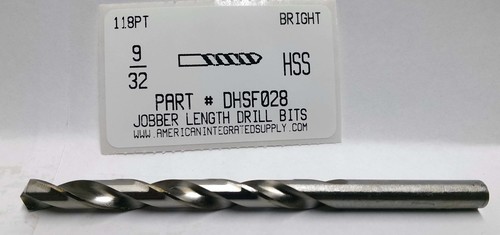 118PT BRIGHT
9/32 HSS
PART # DHSF028
JOBBER LENGTH DRILL BITS
WWW.AMERICANINTEGRATEDSUPPLY.COM